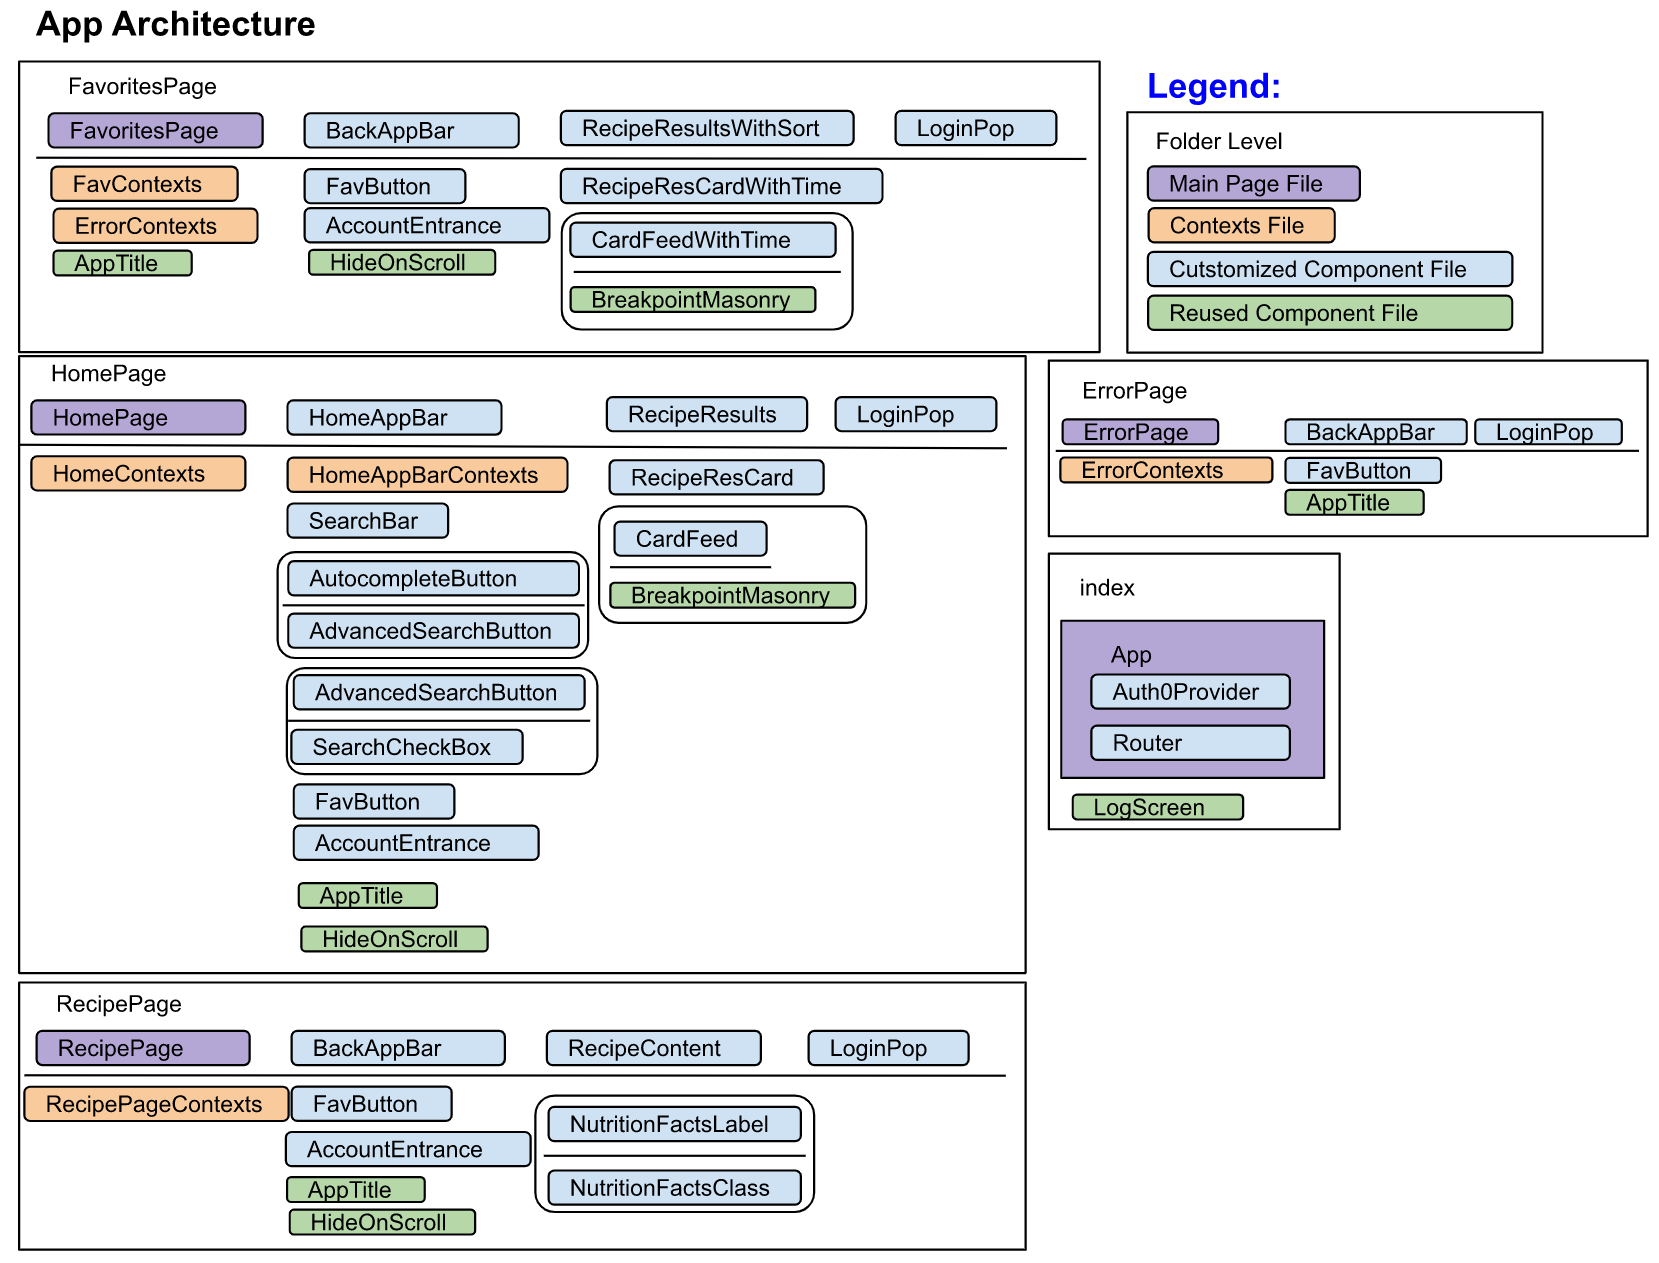 App Architecture
FavoritesPage
FavoritesPage
BackAppBar
RecipeResultsWithSort
LoginPop
FavContexts
FavButton
RecipeResCardWithTime
ErrorContexts
AccountEntrance
CardFeedWithTime
AppTitle
HideOnScroll
BreakpointMasonry
Legend:
Folder Level
Main Page File
Contexts File
Cutstomized Component File
Reused Component File
HomePage
HomePage
HomeAppBar
RecipeResults
LoginPop
HomeContexts
HomeAppBarContexts
RecipeResCard
SearchBar
CardFeed
AutocompleteButton
BreakpointMasonry
AdvancedSearchButton
AdvancedSearchButton
SearchCheckBox
FavButton
AccountEntrance
AppTitle
HideOnScroll
ErrorPage
ErrorPage
BackAppBar
LoginPop
ErrorContexts
FavButton
AppTitle
index
App
Auth0Provider
Router
LogScreen
RecipePage
RecipePage
BackAppBar
RecipeContent
LoginPop
RecipePageContexts
FavButton
NutritionFactsLabel
AccountEntrance
AppTitle
NutritionFactsClass
HideOnScroll